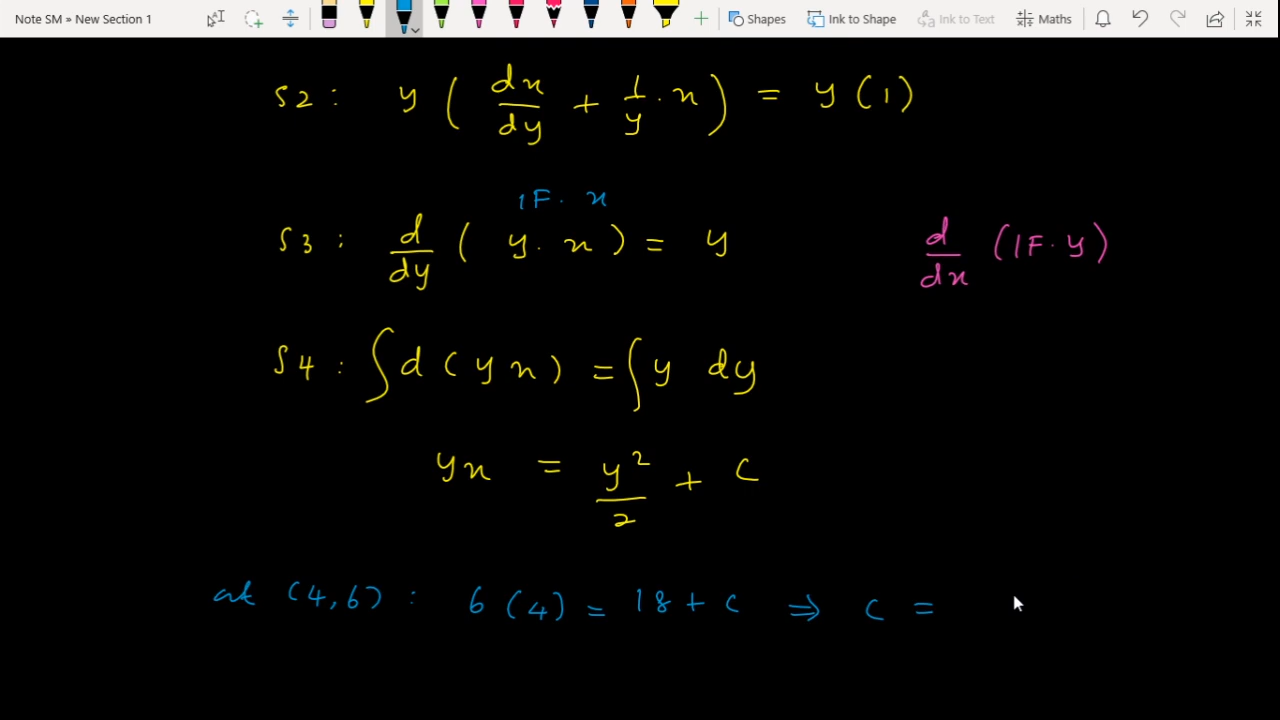 Note SM » New Section 1 Shapes Ink to Shape Ink to Text Maths
S2 : y ( dx/dy + 1/y · x ) = y (1)
IF · x
S3 : d/dy ( y · x ) = y d/dx (IF · y)
S4 : ∫ d ( y x ) = ∫ y dy
yx = y²/2 + c
at (4,6) : 6 (4) = 18 + c ⇒ c =